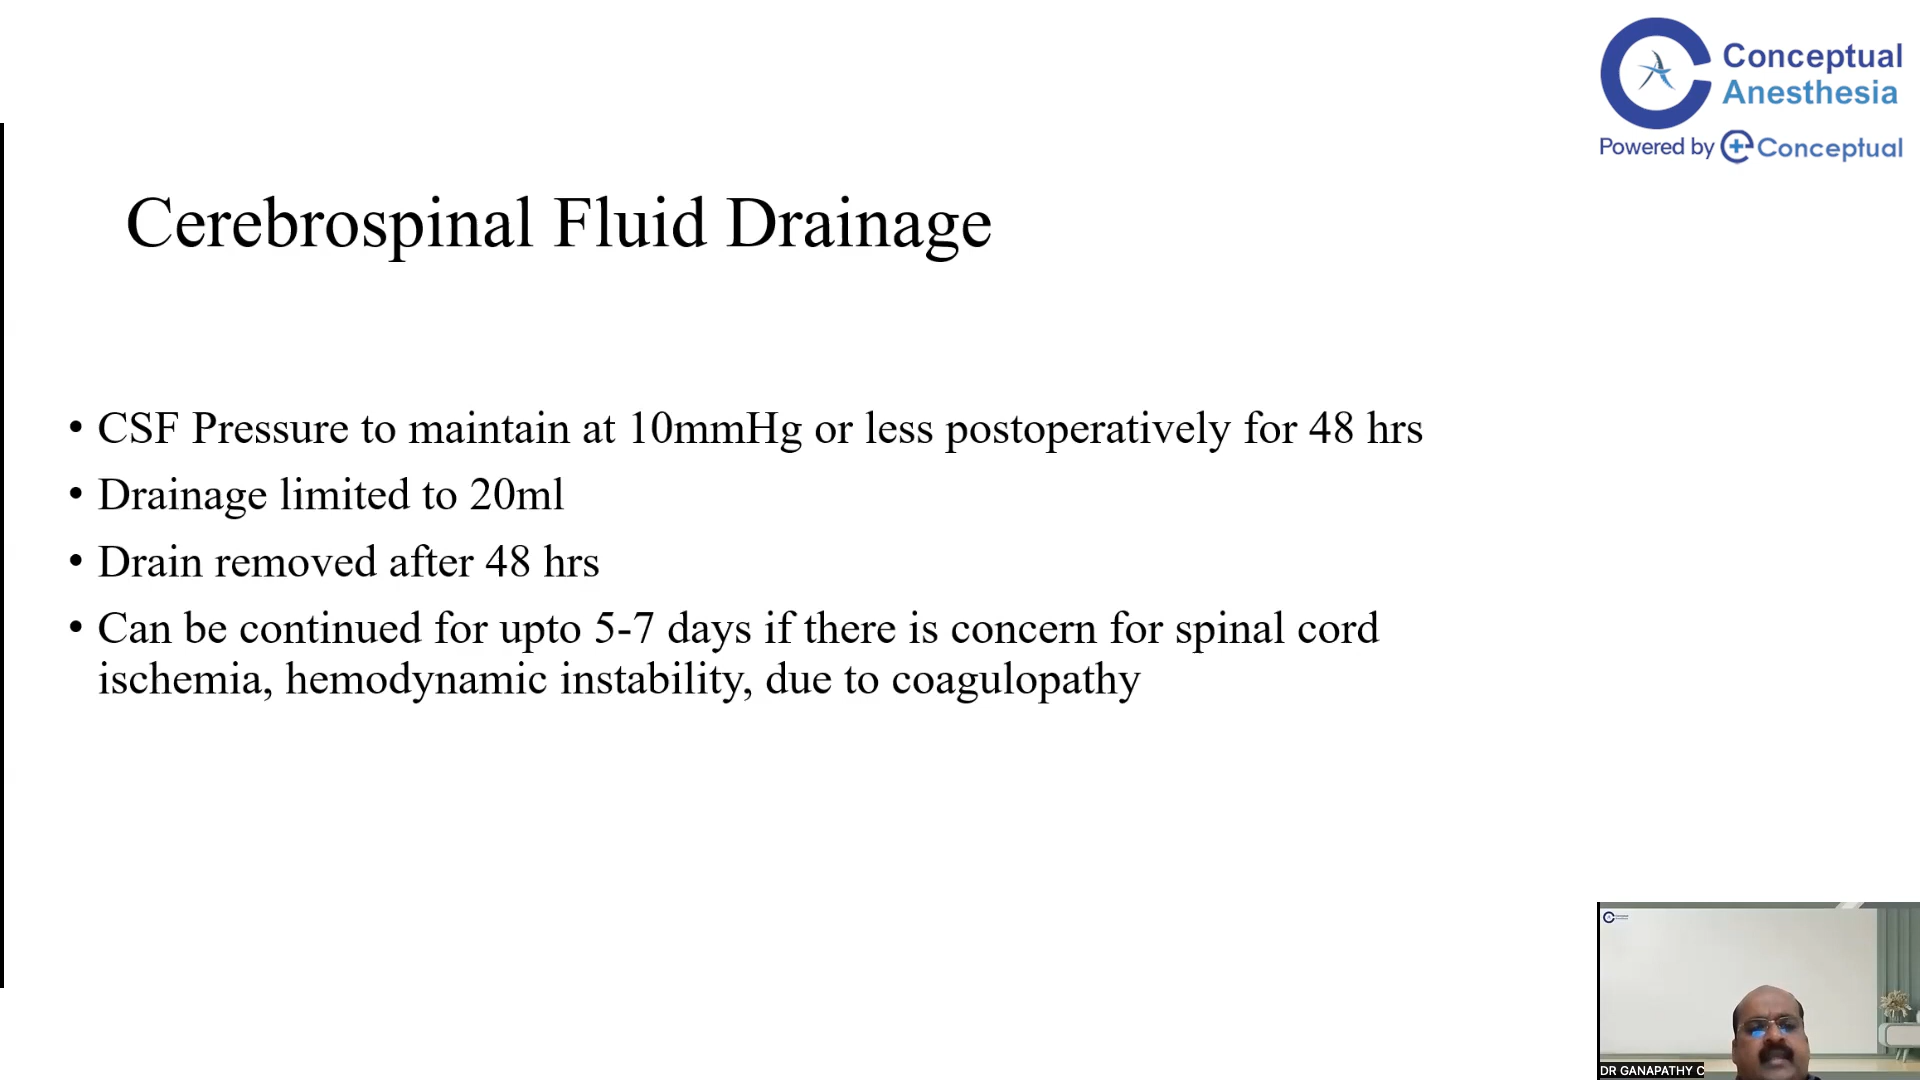 Conceptual
Anesthesia
Powered by Conceptual
Cerebrospinal Fluid Drainage
• CSF Pressure to maintain at 10mmHg or less postoperatively for 48 hrs
• Drainage limited to 20ml
• Drain removed after 48 hrs
• Can be continued for upto 5-7 days if there is concern for spinal cord
ischemia, hemodynamic instability, due to coagulopathy
DR GANAPATHY C